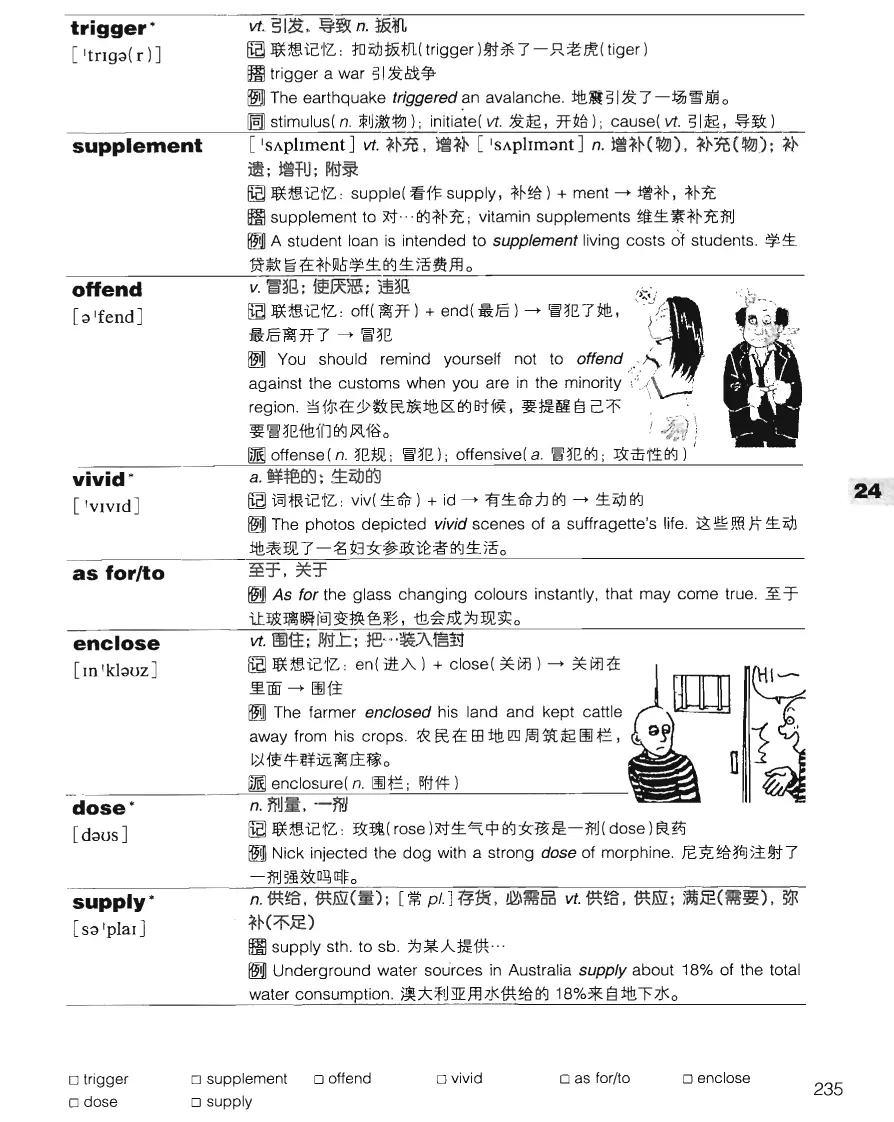 trigger* vt. 引发，导致 n. 扳机
[ ˈtrɪgə(r)] 记 联想记忆：扣动扳机(trigger)射杀了一只老虎(tiger)
搭 trigger a war 引发战争
例 The earthquake triggered an avalanche. 地震引发了一场雪崩。
同 stimulus(n. 刺激物)；initiate(vt. 发起，开始)；cause(vt. 引起，导致)
supplement [ ˈsʌplɪment] vt. 补充，增补 [ ˈsʌplɪmənt] n. 增补(物)，补充(物)；补
遗；增刊；附录
记 联想记忆：supple(看作 supply，补给) + ment → 增补，补充
搭 supplement to 对…的补充；vitamin supplements 维生素补充剂
例 A student loan is intended to supplement living costs of students. 学生
贷款旨在补贴学生的生活费用。
offend v. 冒犯；使厌恶；违犯
[əˈfend] 记 联想记忆：off(离开) + end(最后) → 冒犯了她，
最后离开了 → 冒犯
例 You should remind yourself not to offend
against the customs when you are in the minority
region. 当你在少数民族地区的时候，要提醒自己不
要冒犯他们的风俗。
派 offense(n. 犯规；冒犯)；offensive(a. 冒犯的；攻击性的)
vivid* a. 鲜艳的；生动的
[ ˈvɪvɪd] 记 词根记忆：viv(生命) + id → 有生命力的 → 生动的
例 The photos depicted vivid scenes of a suffragette's life. 这些照片生动
地表现了一名妇女参政论者的生活。
24
as for/to 至于，关于
例 As for the glass changing colours instantly, that may come true. 至于
让玻璃瞬间变换色彩，也会成为现实。
enclose vt. 围住；附上；把…装入信封
[ɪnˈkləʊz] 记 联想记忆：en(进入) + close(关闭) → 关闭在
里面 → 围住
例 The farmer enclosed his land and kept cattle
away from his crops. 农民在田地四周筑起围栏，
以使牛群远离庄稼。
派 enclosure(n. 围栏；附件)
HI—
dose* n. 剂量，一剂
[dəʊs] 记 联想记忆：玫瑰(rose)对生气中的女孩是一剂(dose)良药
例 Nick injected the dog with a strong dose of morphine. 尼克给狗注射了
一剂强效吗啡。
supply* n. 供给，供应(量)；[常 pl.]存货，必需品 vt. 供给，供应；满足(需要)，弥
[səˈplaɪ] 补(不足)
搭 supply sth. to sb. 为某人提供…
例 Underground water sources in Australia supply about 18% of the total
water consumption. 澳大利亚用水供给的 18%来自地下水。
□ trigger □ supplement □ offend □ vivid □ as for/to □ enclose
□ dose □ supply
235